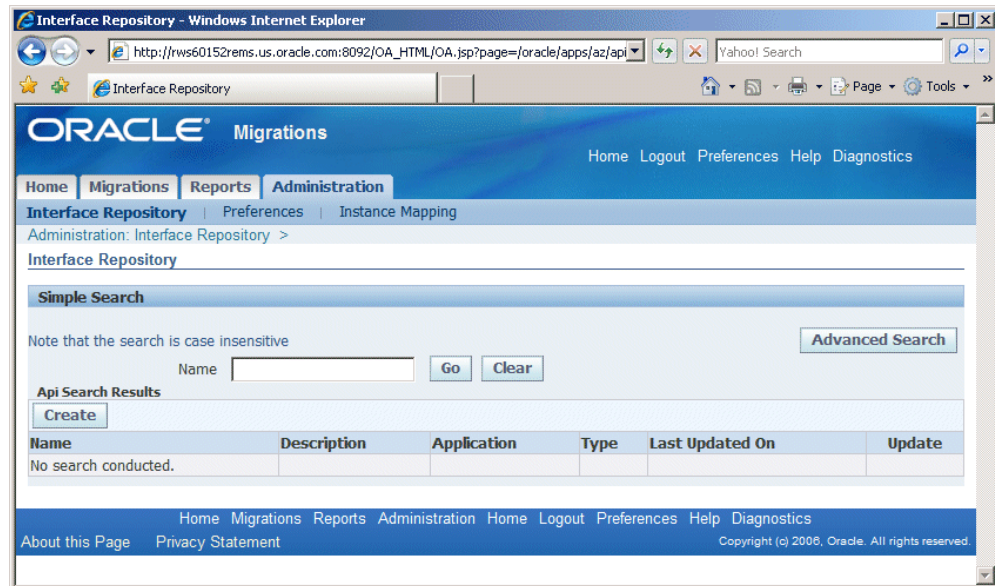 Interface Repository - Windows Internet Explorer
http://rws60152rems.us.oracle.com:8092/OA_HTML/OA.jsp?page=/oracle/apps/az/api
Yahoo! Search
Interface Repository
Page
Tools
»
ORACLE® Migrations
Home Logout Preferences Help Diagnostics
Home Migrations Reports Administration
Interface Repository | Preferences | Instance Mapping
Administration: Interface Repository >
Interface Repository
Simple Search
Note that the search is case insensitive
Advanced Search
Name Go Clear
Api Search Results
Create
Name Description Application Type Last Updated On Update
No search conducted.
Home Migrations Reports Administration Home Logout Preferences Help Diagnostics
About this Page Privacy Statement Copyright (c) 2006, Oracle. All rights reserved.